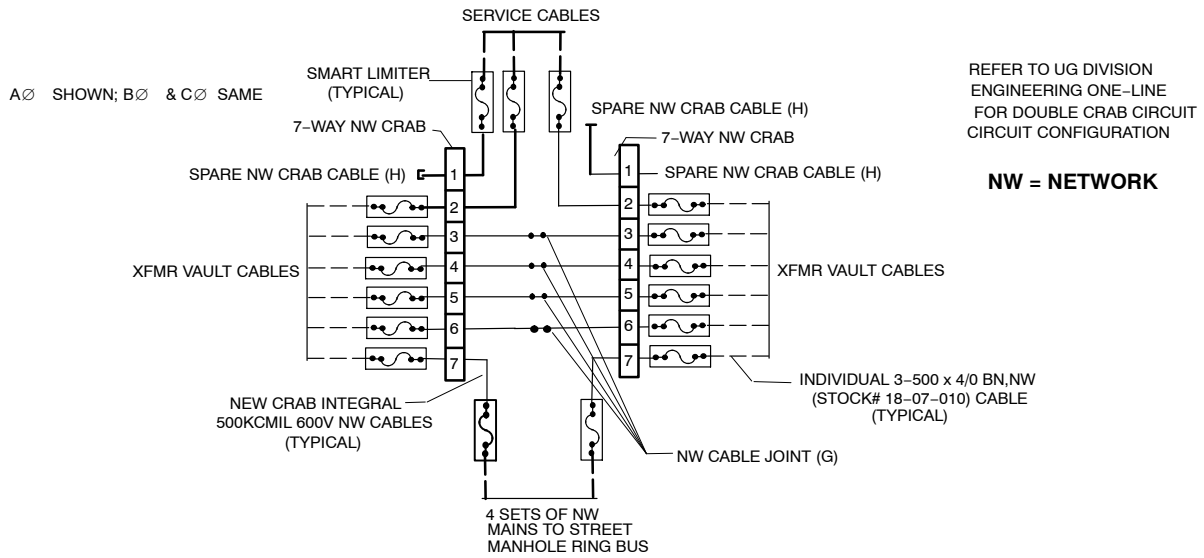 SERVICE CABLES
AØ SHOWN; BØ & CØ SAME
SMART LIMITER
(TYPICAL)
7–WAY NW CRAB
SPARE NW CRAB CABLE (H)
SPARE NW CRAB CABLE (H)
7–WAY NW CRAB
SPARE NW CRAB CABLE (H)
REFER TO UG DIVISION
ENGINEERING ONE–LINE
FOR DOUBLE CRAB CIRCUIT
CIRCUIT CONFIGURATION
NW = NETWORK
1
2
3
4
5
6
7
1
2
3
4
5
6
7
XFMR VAULT CABLES
XFMR VAULT CABLES
NEW CRAB INTEGRAL
500KCMIL 600V NW CABLES
(TYPICAL)
INDIVIDUAL 3–500 x 4/0 BN,NW
(STOCK# 18–07–010) CABLE
(TYPICAL)
NW CABLE JOINT (G)
4 SETS OF NW
MAINS TO STREET
MANHOLE RING BUS